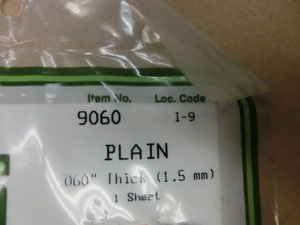 Item No. Loc. Code
9060 I-9
PLAIN
.060" Thick (1.5 mm)
1 Sheet